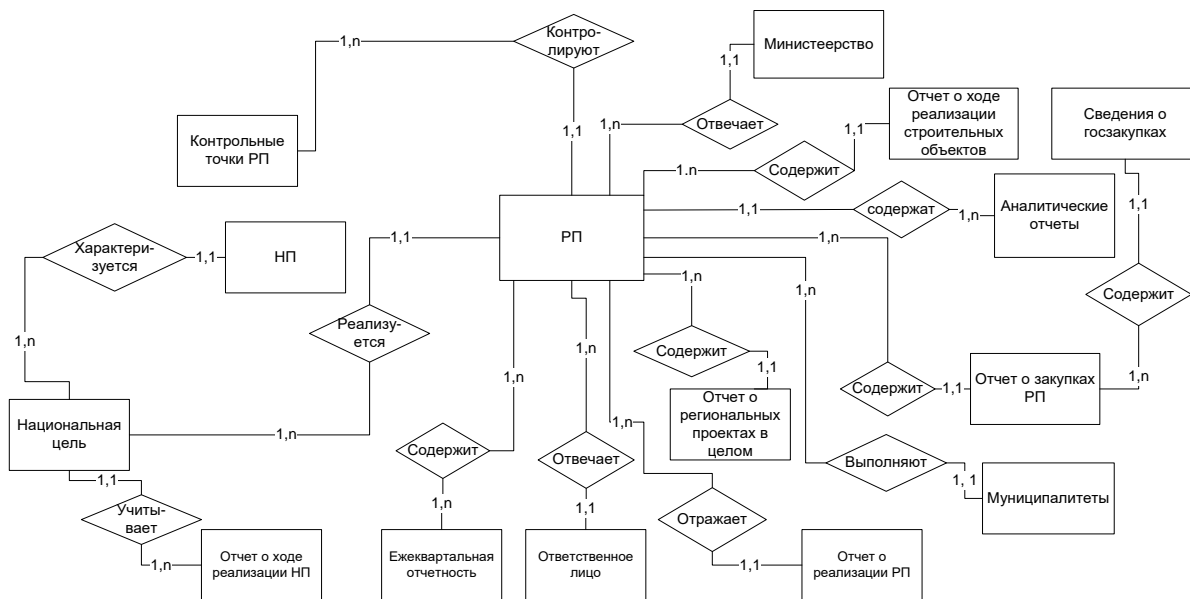 1,n
Контро-
лируют
1,1
Министеерство
1,1
Отвечает
1,n
Контрольные
точки РП
Отчет о ходе
реализации
строительных
объектов
1,1
Содержит
1.n
Сведения о
госзакупках
РП
1,1
содержат
1,n
Аналитические
отчеты
1,1
Характери-
зуется
1,1
НП
1,1
1,n
1,n
1,n
Содержит
Реализу-
ется
1,n
1,n
Содержит
1,1
1,n
Содержит
1,1
Отчет о закупках
РП
1,n
1,n
Отчет о
региональных
проектах в
целом
Национальная
цель
1,n
Содержит
Отвечает
1,n
Выполняют
1, 1
Муниципалитеты
1,1
Учиты-
вает
1,n
1,1
Отражает
1,n
Отчет о ходе
реализации НП
Ежеквартальная
отчетность
Ответственное
лицо
1,1
Отчет о
реализации РП